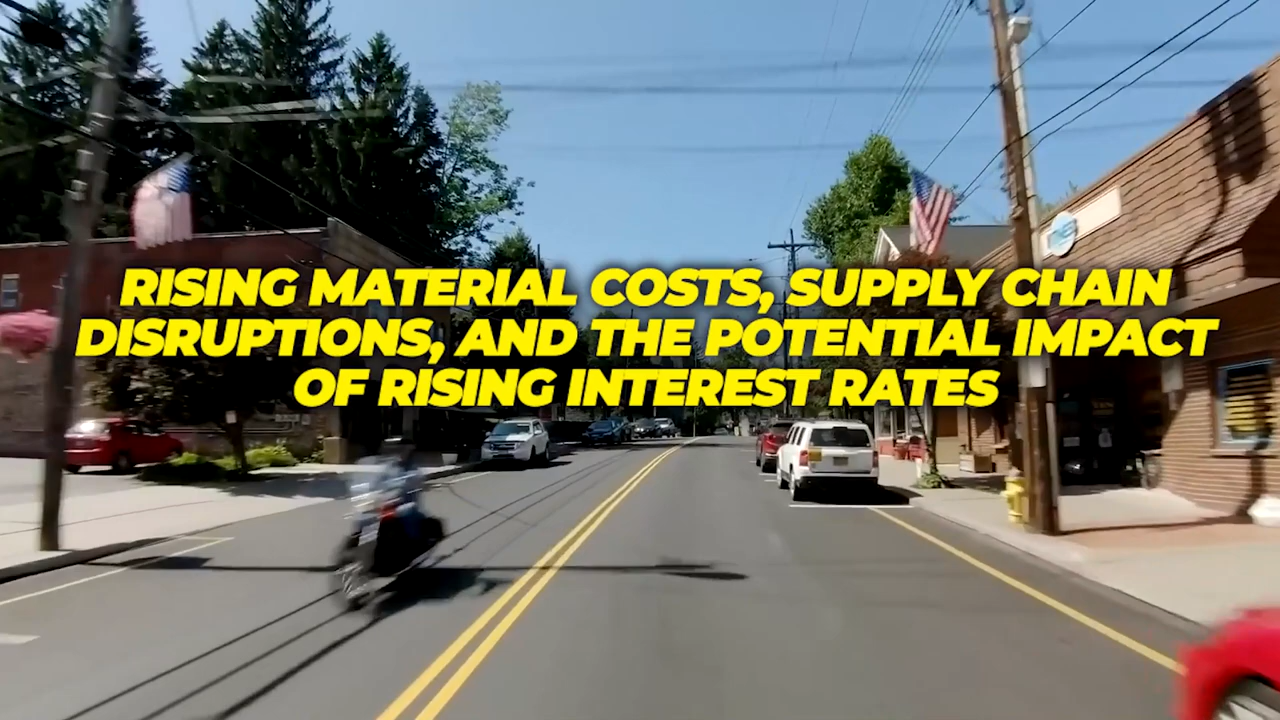 RISING MATERIAL COSTS, SUPPLY CHAIN
DISRUPTIONS, AND THE POTENTIAL IMPACT
OF RISING INTEREST RATES